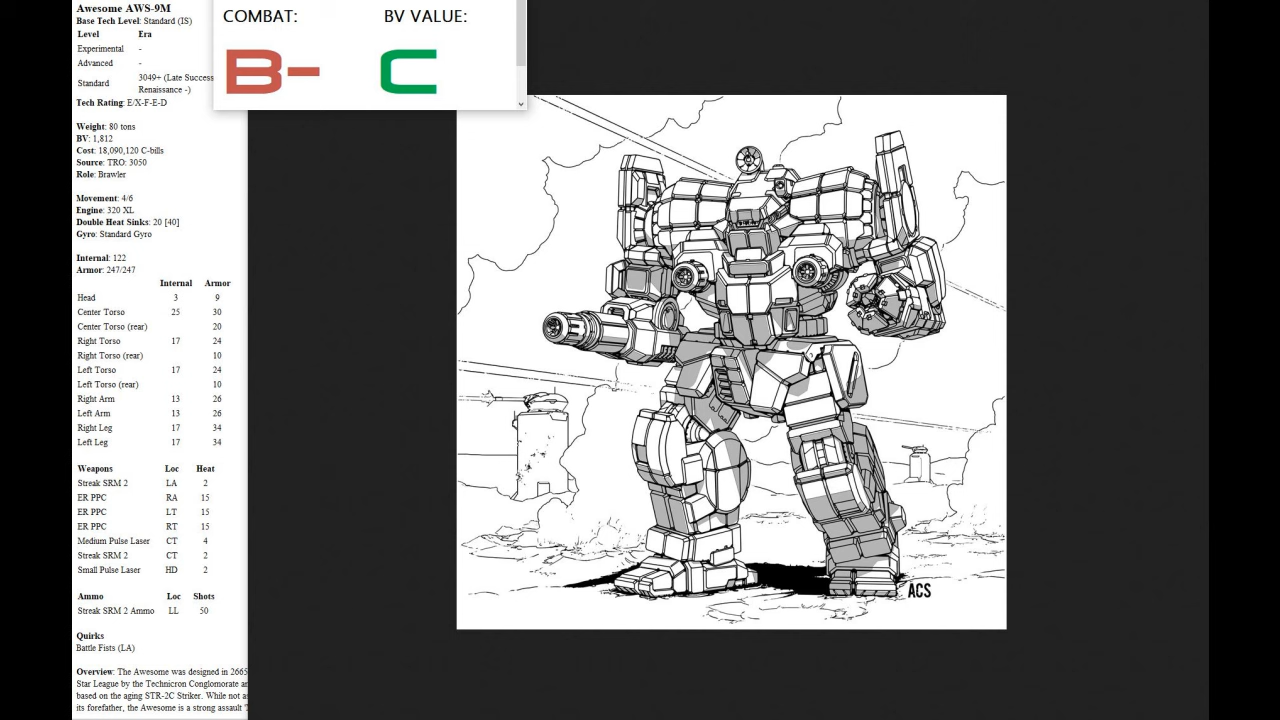 Awesome AWS-9M
Base Tech Level: Standard (IS)
Level Era
Experimental -
Advanced -
Standard 3049+ (Late Success
Renaissance -)
Tech Rating: E/X-F-E-D
Weight: 80 tons
BV: 1,812
Cost: 18,090,120 C-bills
Source: TRO: 3050
Role: Brawler
Movement: 4/6
Engine: 320 XL
Double Heat Sinks: 20 [40]
Gyro: Standard Gyro
Internal: 122
Armor: 247/247
Internal Armor
Head 3 9
Center Torso 25 30
Center Torso (rear) 20
Right Torso 17 24
Right Torso (rear) 10
Left Torso 17 24
Left Torso (rear) 10
Right Arm 13 26
Left Arm 13 26
Right Leg 17 34
Left Leg 17 34
Weapons Loc Heat
Streak SRM 2 LA 2
ER PPC RA 15
ER PPC LT 15
ER PPC RT 15
Medium Pulse Laser CT 4
Streak SRM 2 CT 2
Small Pulse Laser HD 2
Ammo Loc Shots
Streak SRM 2 Ammo LL 50
Quirks
Battle Fists (LA)
Overview: The Awesome was designed in 2665
Star League by the Technicron Conglomerate
based on the aging STR-2C Striker. While not
its forefather, the Awesome is a strong assault
COMBAT: BV VALUE:
B- C
ACS